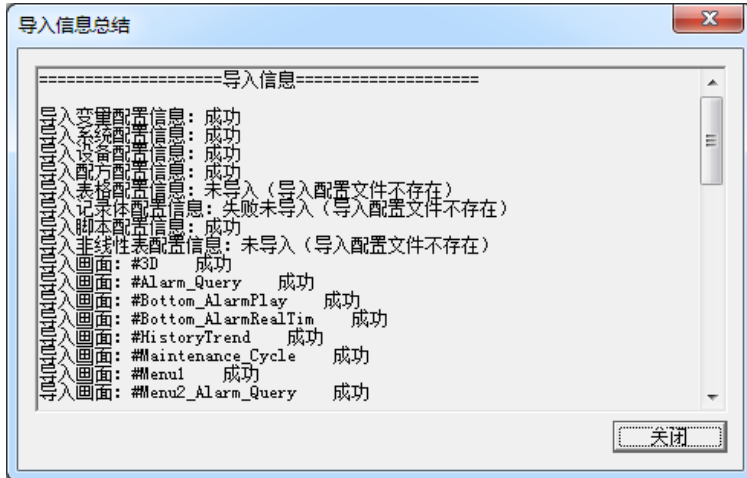 导入信息总结
====================导入信息====================
导入变量配置信息：成功
导入系统配置信息：成功
导入设备配置信息：成功
导入配方配置信息：成功
导入表格配置信息：未导入（导入配置文件不存在）
导入记录体配置信息：失败未导入（导入配置文件不存在）
导入脚本配置信息：成功
导入非线性表配置信息：未导入（导入配置文件不存在）
导入画面：#3D 成功
导入画面：#Alarm_Query 成功
导入画面：#Bottom_AlarmPlay 成功
导入画面：#Bottom_AlarmRealTim 成功
导入画面：#HistoryTrend 成功
导入画面：#Maintenance_Cycle 成功
导入画面：#Menu1 成功
导入画面：#Menu2_Alarm_Query 成功
关闭